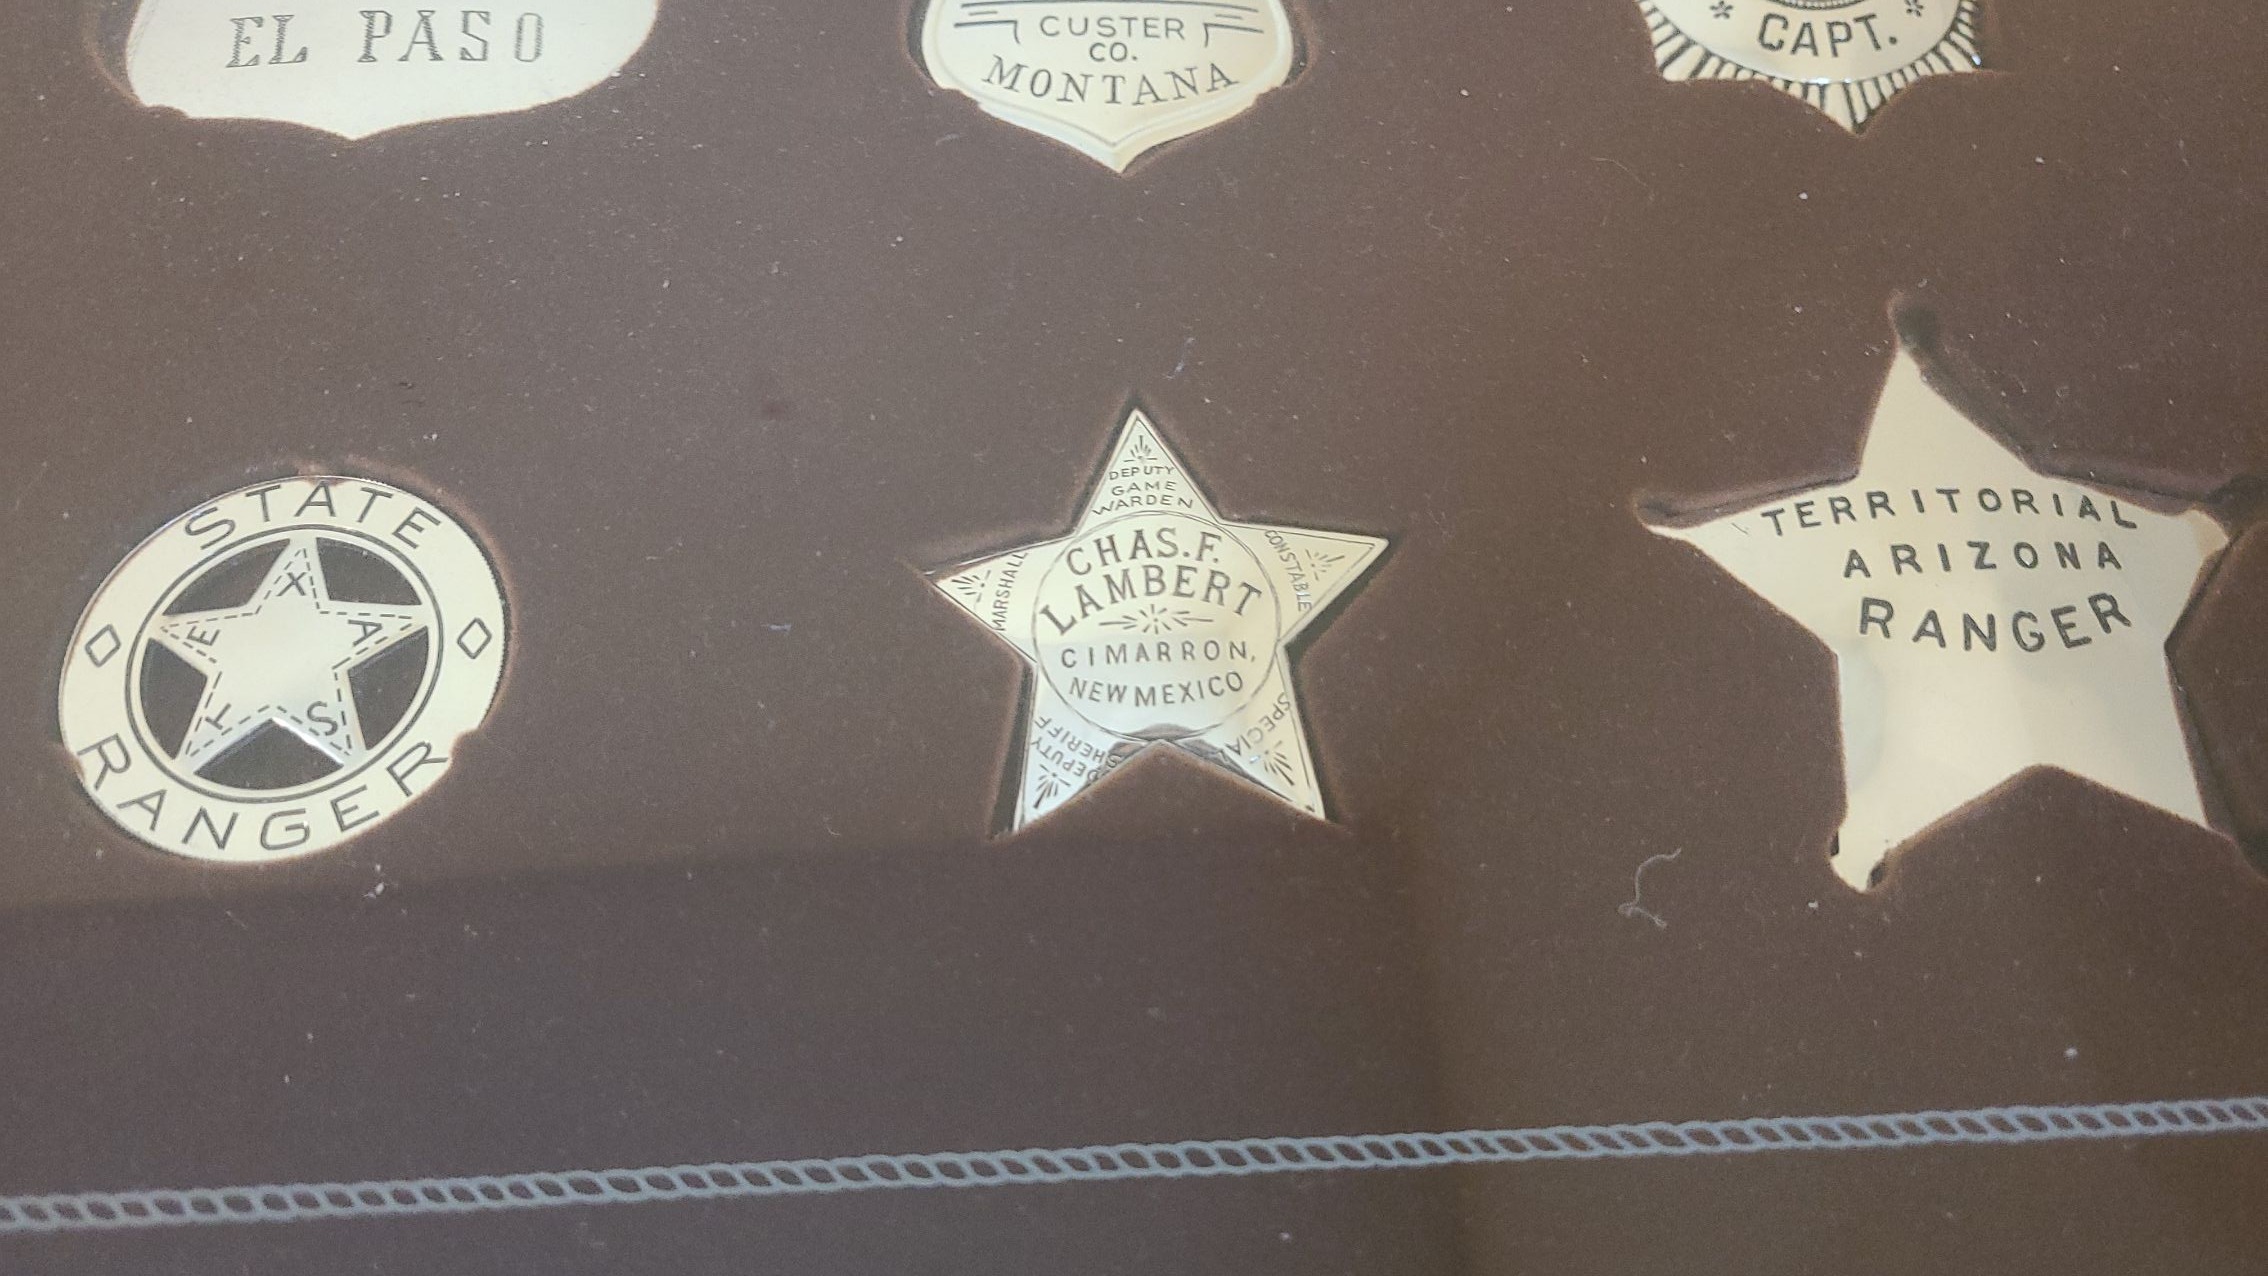 EL PASO
CUSTER
CO.
MONTANA
CAPT.
STATE
TEXAS
RANGER
DEPUTY
GAME
WARDEN
MARSHALL
CONSTABLE
CHAS. F.
LAMBERT
CIMARRON,
NEW MEXICO
DEPUTY
SHERIFF
SPECIAL
TERRITORIAL
ARIZONA
RANGER